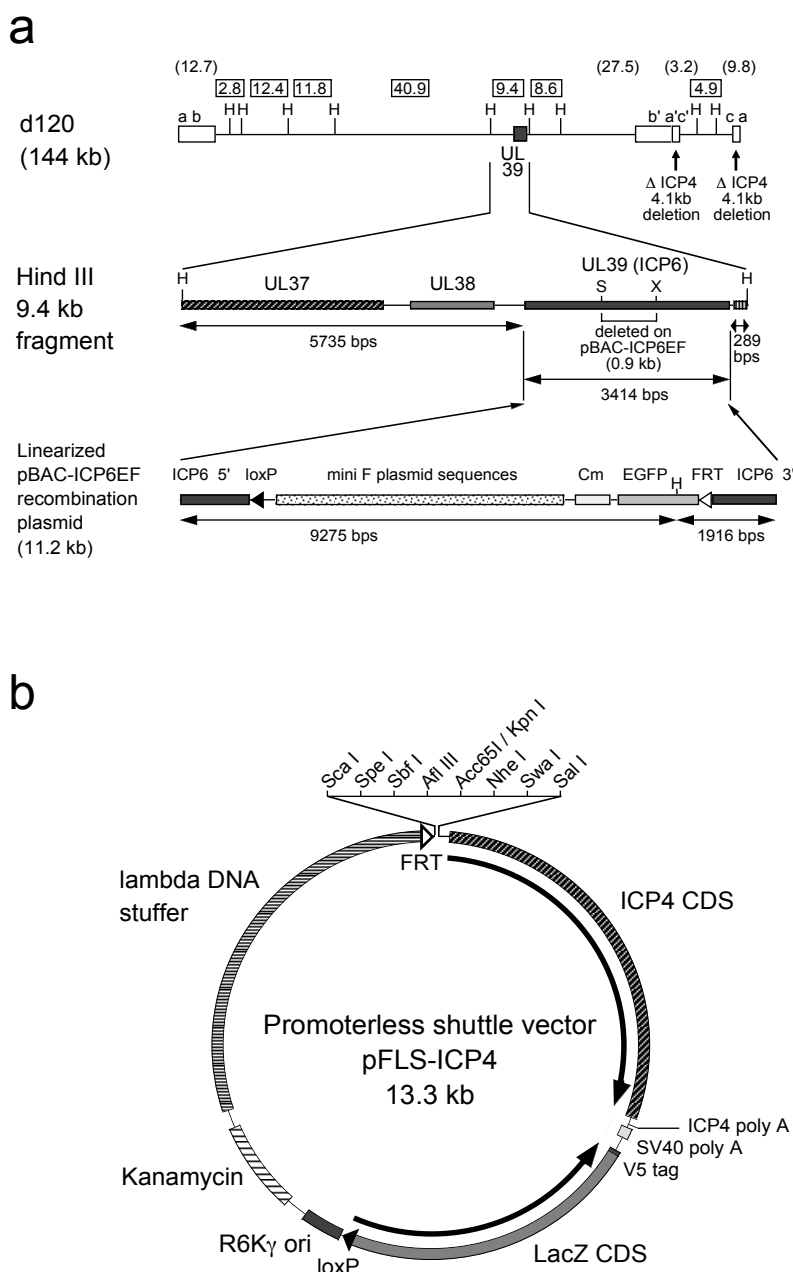 a
(12.7) (27.5) (3.2) (9.8)
2.8 12.4 11.8 40.9 9.4 8.6 4.9
H H H H H H H H H
a b b' a'c' c a
d120
(144 kb)
UL
39
Δ ICP4
4.1kb
deletion
Δ ICP4
4.1kb
deletion
Hind III
9.4 kb
fragment
H UL37 UL38 UL39 (ICP6) H
S X
deleted on
pBAC-ICP6EF
(0.9 kb)
5735 bps
289
bps
3414 bps
Linearized
pBAC-ICP6EF
recombination
plasmid
(11.2 kb)
ICP6 5' loxP mini F plasmid sequences Cm EGFP H FRT ICP6 3'
9275 bps 1916 bps
b
Sca I
Spe I
Sbf I
Afl III
Acc65I / Kpn I
Nhe I
Swa I
Sal I
FRT
lambda DNA
stuffer
ICP4 CDS
Promoterless shuttle vector
pFLS-ICP4
13.3 kb
ICP4 poly A
SV40 poly A
V5 tag
Kanamycin
R6Kγ ori
loxP
LacZ CDS